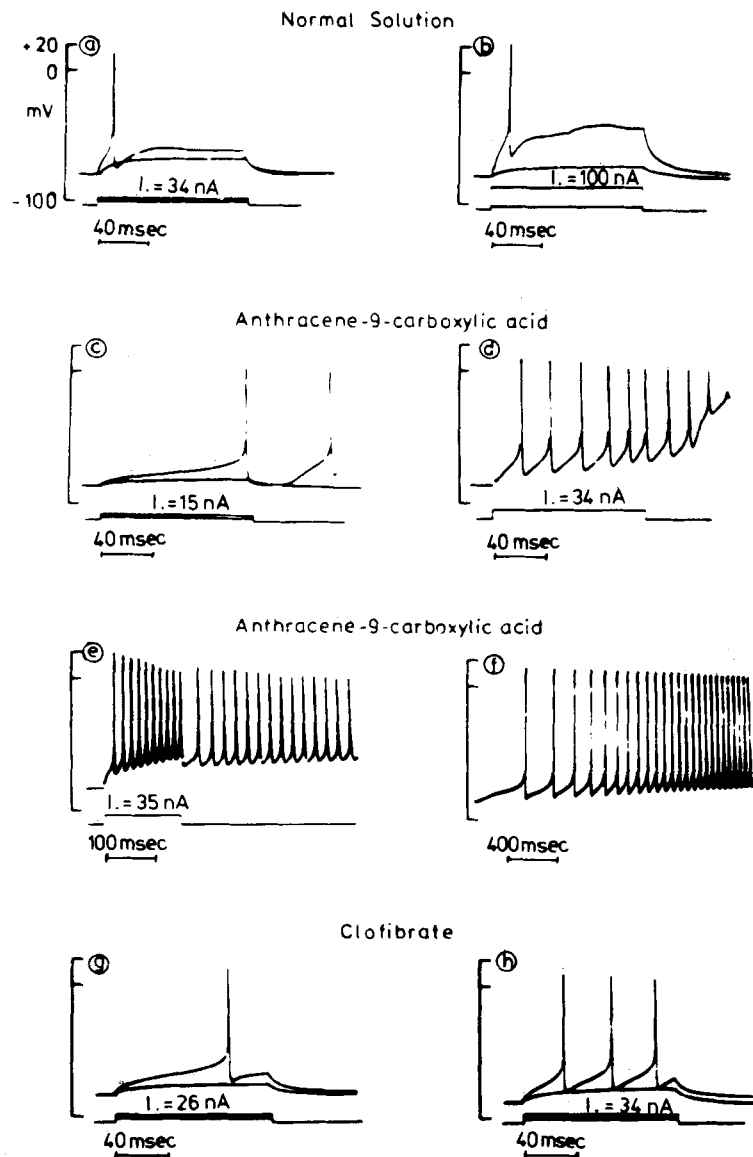 Normal Solution
ⓐ
+20
0
mV
-100
I. = 34 nA
40 msec
ⓑ
I. = 100 nA
40 msec
Anthracene-9-carboxylic acid
ⓒ
I. = 15 nA
40 msec
ⓓ
I. = 34 nA
40 msec
Anthracene-9-carboxylic acid
ⓔ
I. = 35 nA
100 msec
ⓕ
400 msec
Clofibrate
ⓖ
I. = 26 nA
40 msec
ⓗ
I. = 34 nA
40 msec